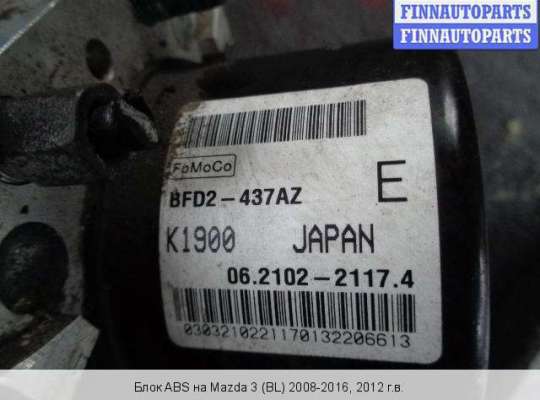 FINNAUTOPARTS
FINNAUTOPARTS
FoMoCo
BFD2-437AZ
E
K1900 JAPAN
06.2102-2117.4
0303210221170132206613
Блок ABS на Mazda 3 (BL) 2008-2016, 2012 г.в.